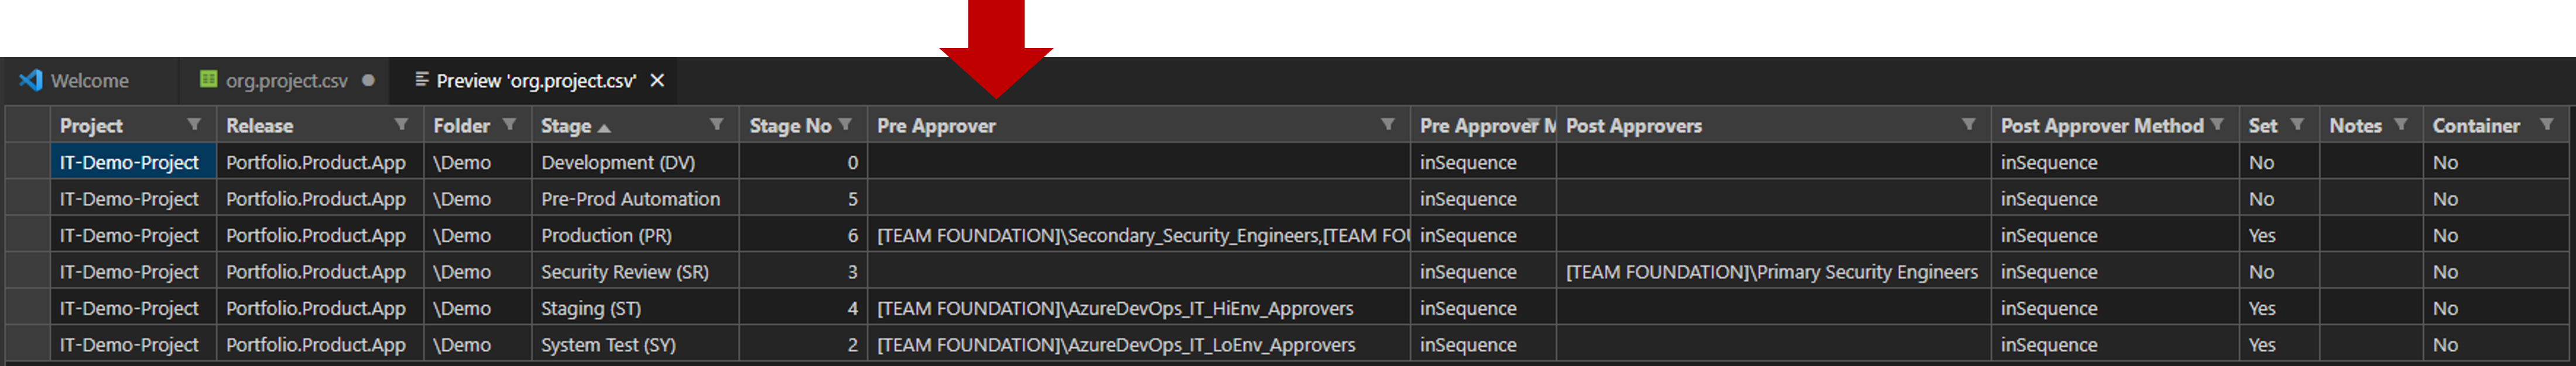 Welcome org.project.csv Preview 'org.project.csv'
Project Release Folder Stage Stage No Pre Approver Pre Approver M Post Approvers Post Approver Method Set Notes Container
IT-Demo-Project Portfolio.Product.App \Demo Development (DV) 0 inSequence inSequence No No
IT-Demo-Project Portfolio.Product.App \Demo Pre-Prod Automation 5 inSequence inSequence No No
IT-Demo-Project Portfolio.Product.App \Demo Production (PR) 6 [TEAM FOUNDATION]\Secondary_Security_Engineers,[TEAM FOU inSequence inSequence Yes No
IT-Demo-Project Portfolio.Product.App \Demo Security Review (SR) 3 inSequence [TEAM FOUNDATION]\Primary Security Engineers inSequence No No
IT-Demo-Project Portfolio.Product.App \Demo Staging (ST) 4 [TEAM FOUNDATION]\AzureDevOps_IT_HiEnv_Approvers inSequence inSequence Yes No
IT-Demo-Project Portfolio.Product.App \Demo System Test (SY) 2 [TEAM FOUNDATION]\AzureDevOps_IT_LoEnv_Approvers inSequence inSequence Yes No